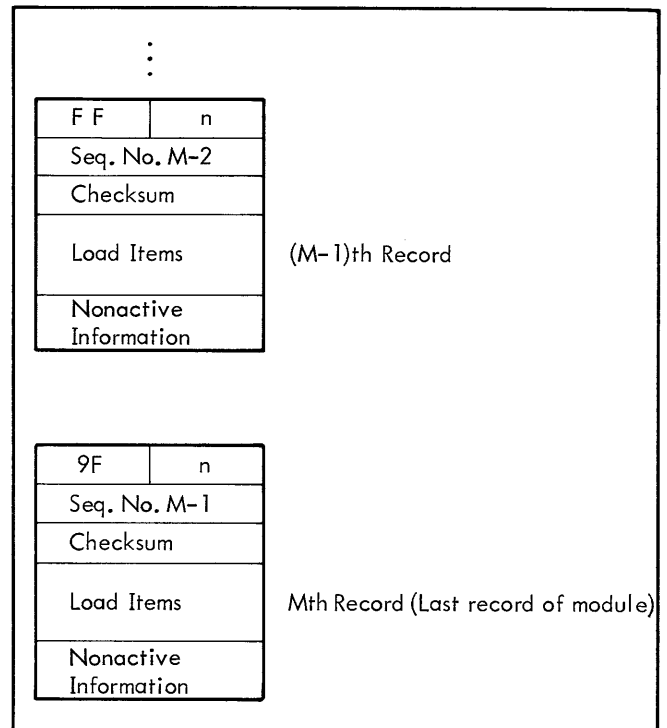 F F n
Seq. No. M-2
Checksum
Load Items (M-1)th Record
Nonactive
Information
9F n
Seq. No. M-1
Checksum
Load Items Mth Record (Last record of module)
Nonactive
Information